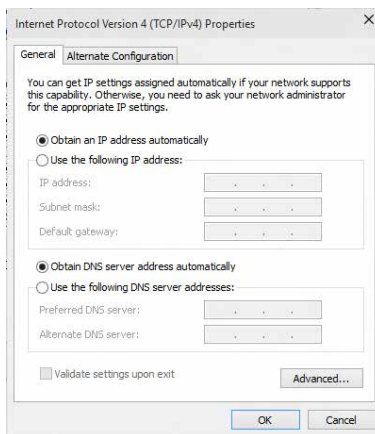 Internet Protocol Version 4 (TCP/IPv4) Properties
General
Alternate Configuration
You can get IP settings assigned automatically if your network supports
this capability. Otherwise, you need to ask your network administrator
for the appropriate IP settings.
Obtain an IP address automatically
Use the following IP address:
IP address:
Subnet mask:
Default gateway:
Obtain DNS server address automatically
Use the following DNS server addresses:
Preferred DNS server:
Alternate DNS server:
Validate settings upon exit
Advanced...
OK
Cancel